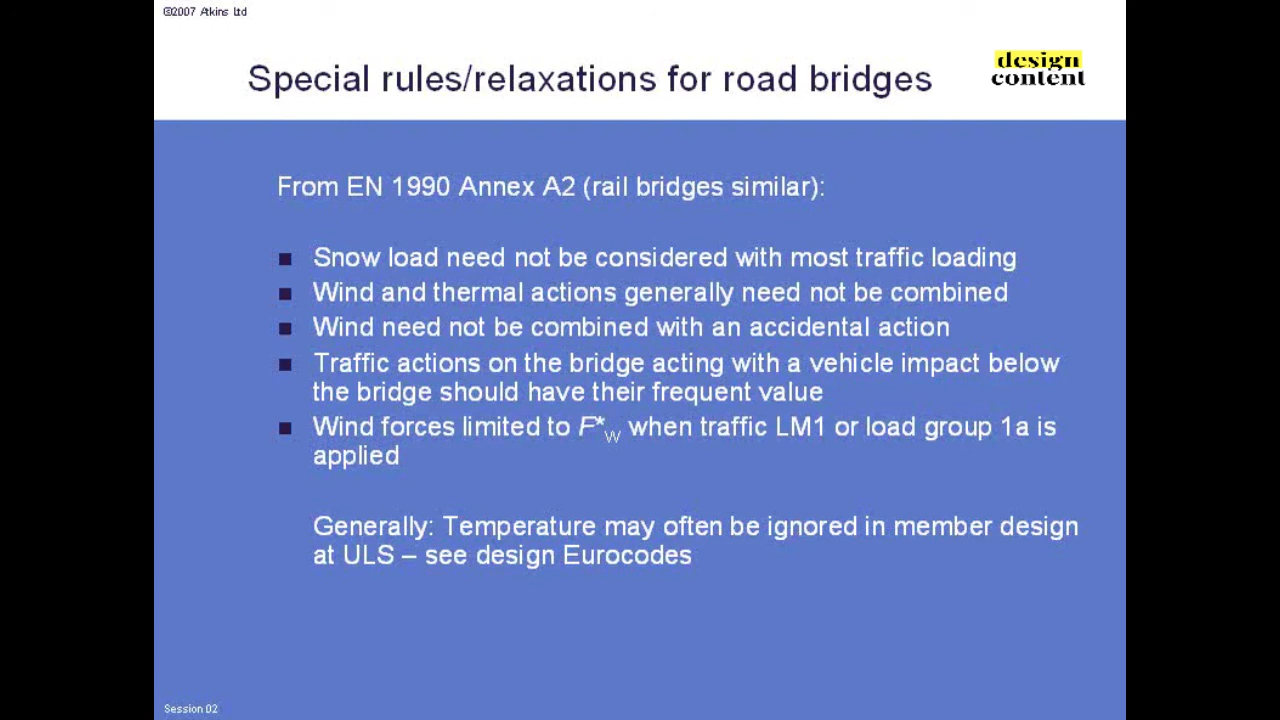 ©2007 Atkins Ltd
Special rules/relaxations for road bridges
design
content
From EN 1990 Annex A2 (rail bridges similar):
■ Snow load need not be considered with most traffic loading
■ Wind and thermal actions generally need not be combined
■ Wind need not be combined with an accidental action
■ Traffic actions on the bridge acting with a vehicle impact below
the bridge should have their frequent value
■ Wind forces limited to F*W when traffic LM1 or load group 1a is
applied
Generally: Temperature may often be ignored in member design
at ULS – see design Eurocodes
Session 02